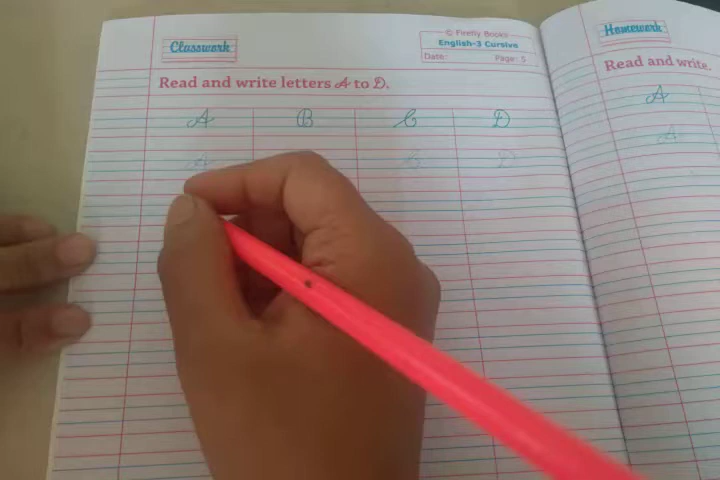 Classwork
© Firefly Books
English-3 Cursive
Date: Page: 5
Read and write letters A to D.
A B C D
A C D
Homework
Read and write.
A
A